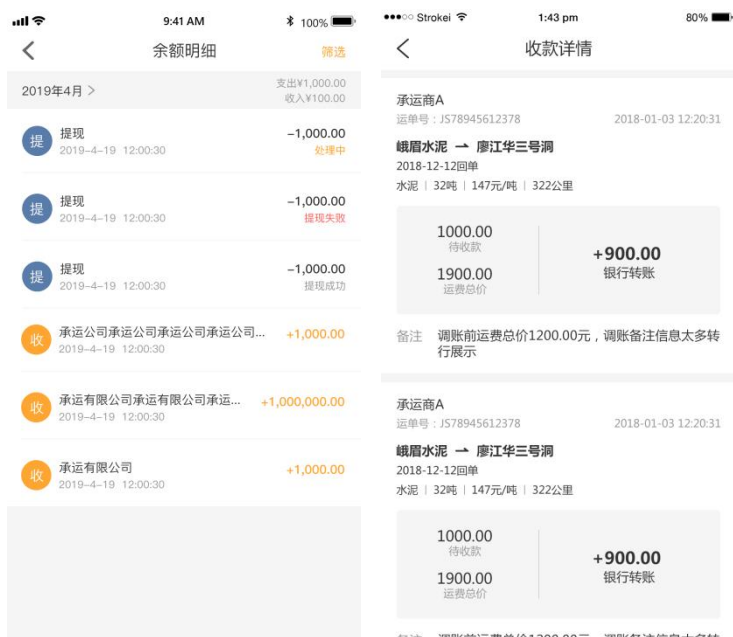 9:41 AM
100%
余额明细
筛选
2019年4月
支出¥1,000.00
收入¥100.00
提
提现
-1,000.00
2019-4-19 12:00:30
处理中
提
提现
-1,000.00
2019-4-19 12:00:30
提现失败
提
提现
-1,000.00
2019-4-19 12:00:30
提现成功
收
承运公司承运公司承运公司承运公司...
+1,000.00
2019-4-19 12:00:30
收
承运有限公司承运有限公司承运...
+1,000,000.00
2019-4-19 12:00:30
收
承运有限公司
+1,000.00
2019-4-19 12:00:30
Strokei
1:43 pm
80%
收款详情
承运商A
运单号：JS78945612378
2018-01-03 12:20:31
峨眉水泥 ⇀ 廖江华三号洞
2018-12-12回单
水泥 | 32吨 | 147元/吨 | 322公里
1000.00
待收款
1900.00
运费总价
+900.00
银行转账
备注 调账前运费总价1200.00元，调账备注信息太多转
行展示
承运商A
运单号：JS78945612378
2018-01-03 12:20:31
峨眉水泥 ⇀ 廖江华三号洞
2018-12-12回单
水泥 | 32吨 | 147元/吨 | 322公里
1000.00
待收款
1900.00
运费总价
+900.00
银行转账